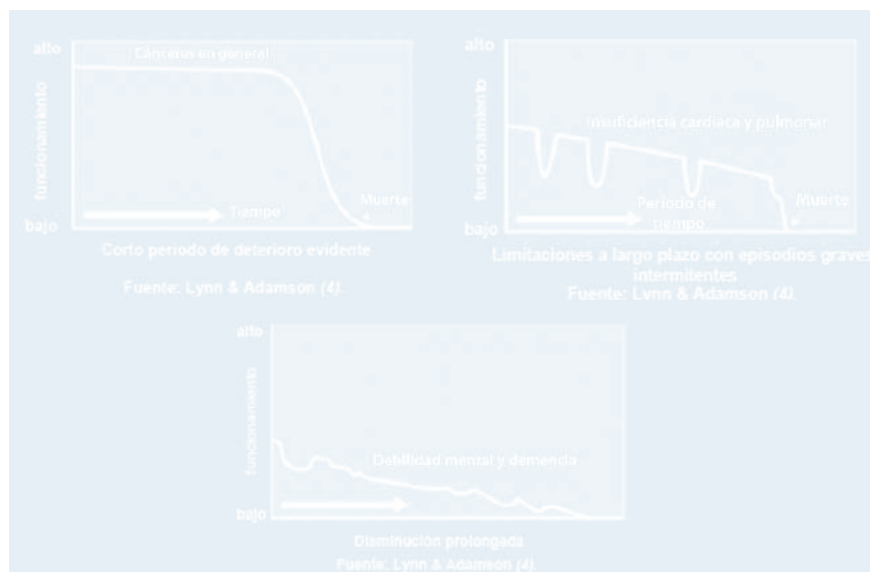 alto
Cánceres en general
funcionamiento
Muerte
Tiempo
bajo
Corto periodo de deterioro evidente
Fuente: Lynn & Adamson (4).
alto
Insuficiencia cardiaca y pulmonar
funcionamiento
Periodo de
tiempo
Muerte
bajo
Limitaciones a largo plazo con episodios graves
intermitentes
Fuente: Lynn & Adamson (4).
alto
funcionamiento
Debilidad mental y demencia
bajo
Disminución prolongada
Fuente: Lynn & Adamson (4).